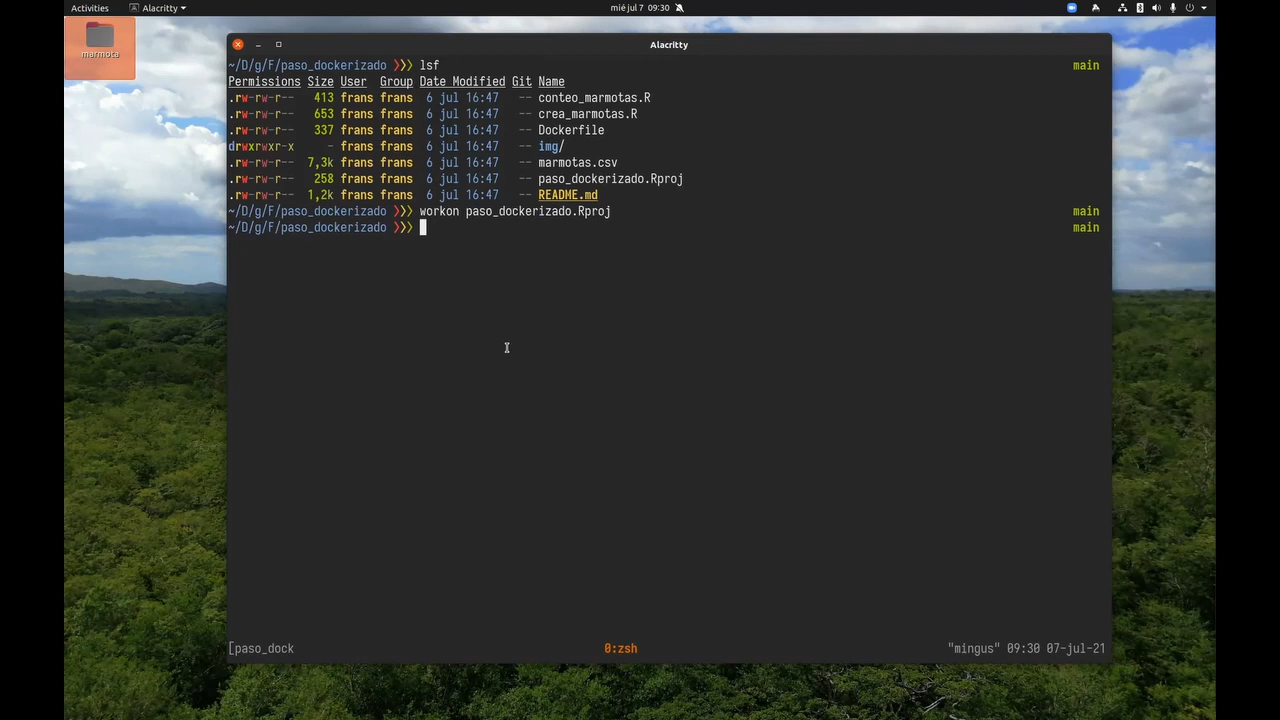 Activities Alacritty mié jul 7 09:30
marmota
Alacritty
~/D/g/F/paso_dockerizado ❯❯❯ lsf main
Permissions Size User Group Date Modified Git Name
.rw-rw-r-- 413 frans frans 6 jul 16:47 -- conteo_marmotas.R
.rw-rw-r-- 653 frans frans 6 jul 16:47 -- crea_marmotas.R
.rw-rw-r-- 337 frans frans 6 jul 16:47 -- Dockerfile
drwxrwxr-x - frans frans 6 jul 16:47 -- img/
.rw-rw-r-- 7,3k frans frans 6 jul 16:47 -- marmotas.csv
.rw-rw-r-- 258 frans frans 6 jul 16:47 -- paso_dockerizado.Rproj
.rw-rw-r-- 1,2k frans frans 6 jul 16:47 -- README.md
~/D/g/F/paso_dockerizado ❯❯❯ workon paso_dockerizado.Rproj main
~/D/g/F/paso_dockerizado ❯❯❯ main
[paso_dock 0:zsh "mingus" 09:30 07-jul-21